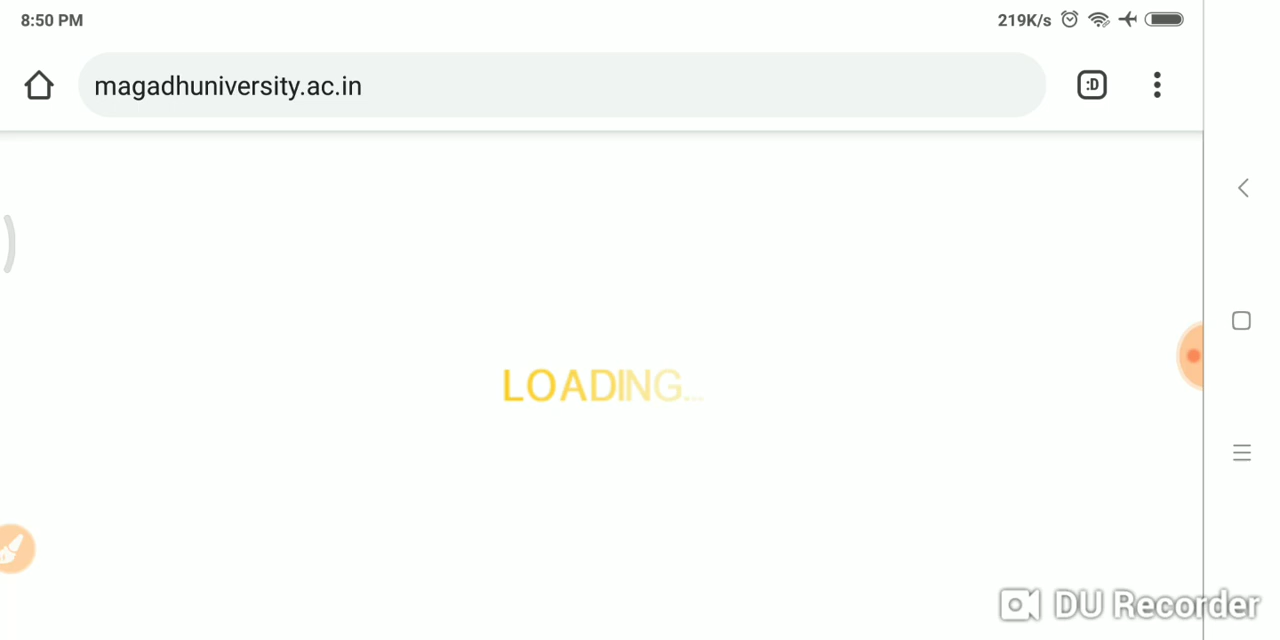 8:50 PM
219K/s
magadhuniversity.ac.in
:D
LOADING...
DU Recorder